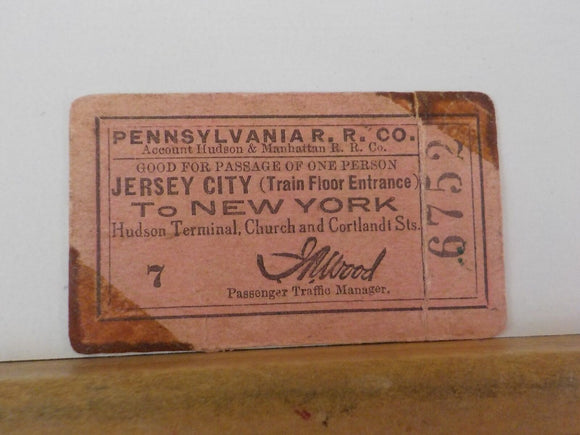 PENNSYLVANIA R. R. CO.
Account Hudson & Manhattan R. R. Co.
GOOD FOR PASSAGE OF ONE PERSON
JERSEY CITY (Train Floor Entrance)
TO NEW YORK
Hudson Terminal, Church and Cortlandt Sts.
7
J R Wood
Passenger Traffic Manager.
6752